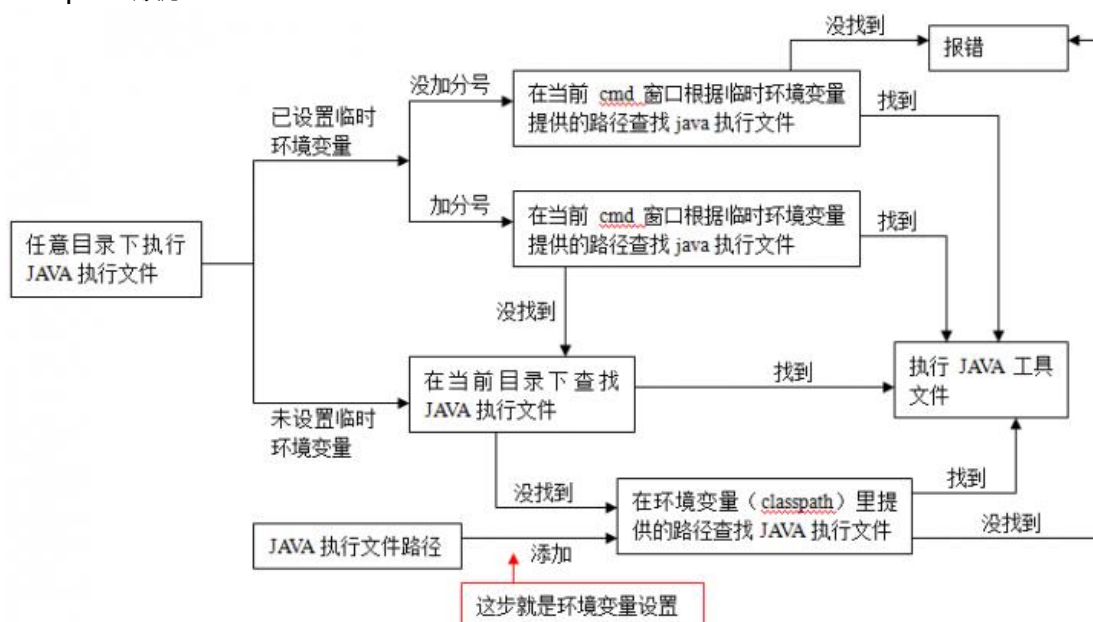 没找到
报错
没加分号
在当前 cmd 窗口根据临时环境变量
提供的路径查找 java 执行文件
找到
已设置临时
环境变量
加分号
在当前 cmd 窗口根据临时环境变量
提供的路径查找 java 执行文件
找到
任意目录下执行
JAVA 执行文件
没找到
在当前目录下查找
JAVA 执行文件
找到
执行 JAVA 工具
文件
未设置临时
环境变量
没找到
在环境变量（classpath）里提
供的路径查找 JAVA 执行文件
找到
没找到
JAVA 执行文件路径
添加
这步就是环境变量设置